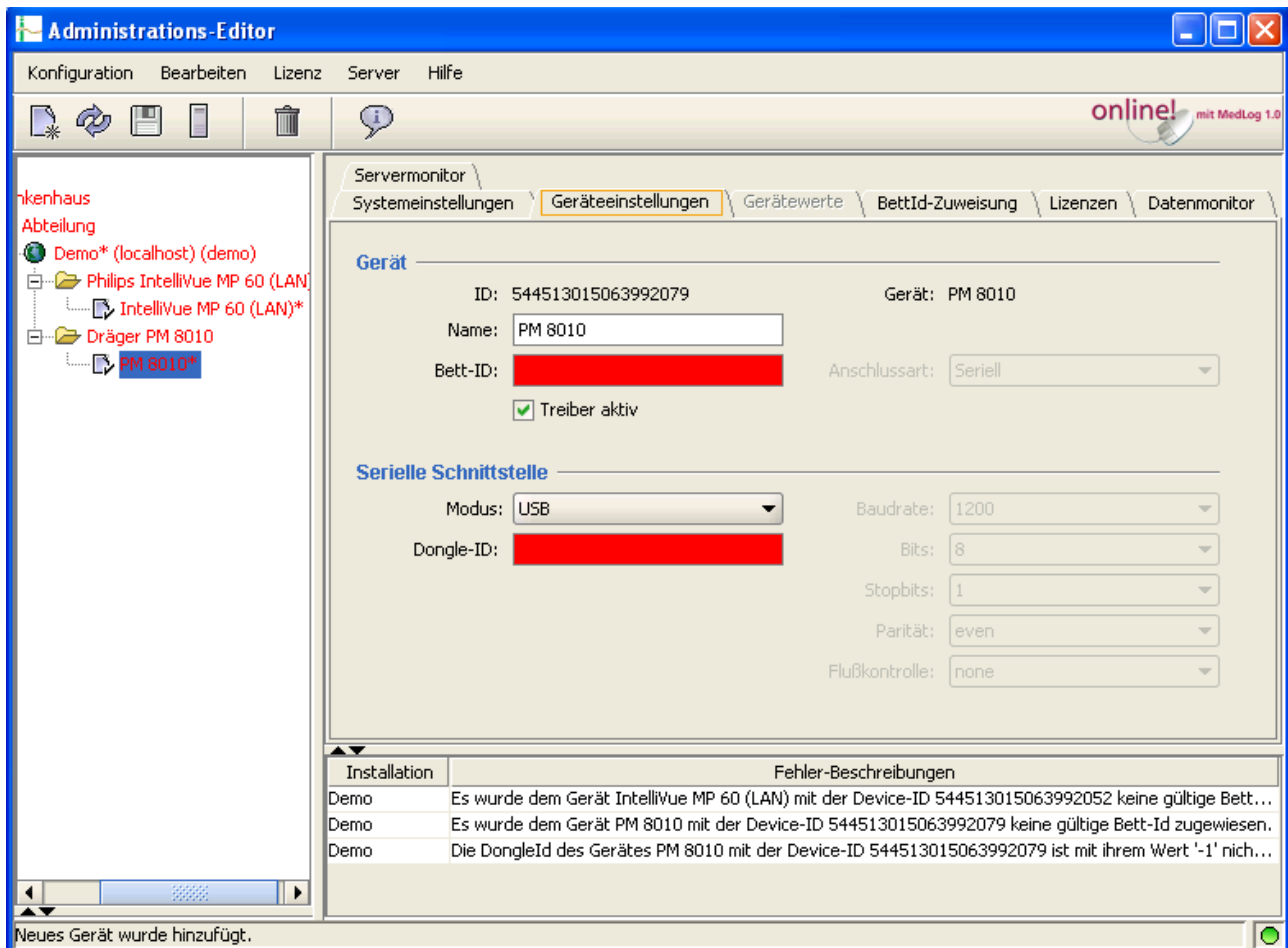 Administrations-Editor
Konfiguration Bearbeiten Lizenz Server Hilfe
online! mit MedLog 1.0
nkenhaus
Abteilung
Demo* (localhost) (demo)
Philips IntelliVue MP 60 (LAN)
IntelliVue MP 60 (LAN)*
Dräger PM 8010
PM 8010*
Servermonitor
Systemeinstellungen Geräteeinstellungen Gerätewerte BettId-Zuweisung Lizenzen Datenmonitor
Gerät
ID: 544513015063992079 Gerät: PM 8010
Name: PM 8010
Bett-ID: Anschlussart: Seriell
Treiber aktiv
Serielle Schnittstelle
Modus: USB Baudrate: 1200
Dongle-ID: Bits: 8
Stopbits: 1
Parität: even
Flußkontrolle: none
Installation Fehler-Beschreibungen
Demo Es wurde dem Gerät IntelliVue MP 60 (LAN) mit der Device-ID 544513015063992052 keine gültige Bett...
Demo Es wurde dem Gerät PM 8010 mit der Device-ID 544513015063992079 keine gültige Bett-Id zugewiesen.
Demo Die DongleId des Gerätes PM 8010 mit der Device-ID 544513015063992079 ist mit ihrem Wert '-1' nich...
Neues Gerät wurde hinzufügt.